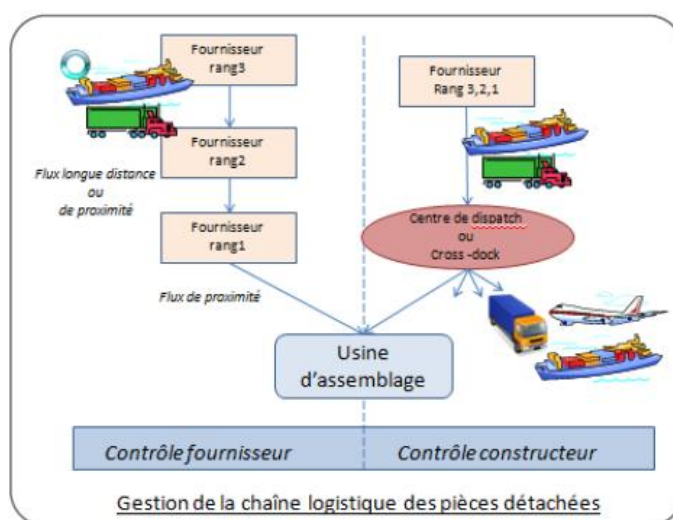 Fournisseur
rang3
Fournisseur
rang2
Flux longue distance
ou
de proximité
Fournisseur
rang1
Flux de proximité
Fournisseur
Rang 3,2,1
Centre de dispatch
ou
Cross -dock
Usine
d’assemblage
Contrôle fournisseur
Contrôle constructeur
Gestion de la chaîne logistique des pièces détachées